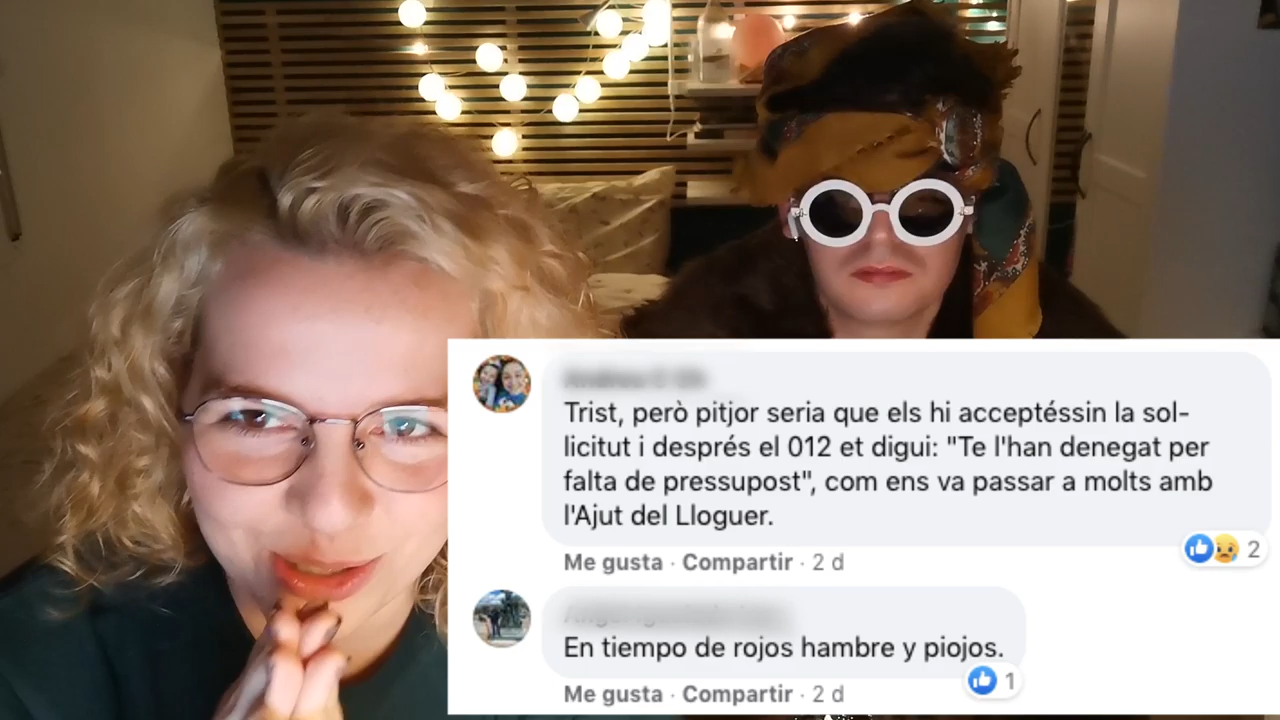 Trist, però pitjor seria que els hi acceptéssin la sol-
licitut i després el 012 et digui: "Te l'han denegat per
falta de pressupost", com ens va passar a molts amb
l'Ajut del Lloguer.
2
Me gusta · Compartir · 2 d
En tiempo de rojos hambre y piojos.
1
Me gusta · Compartir · 2 d